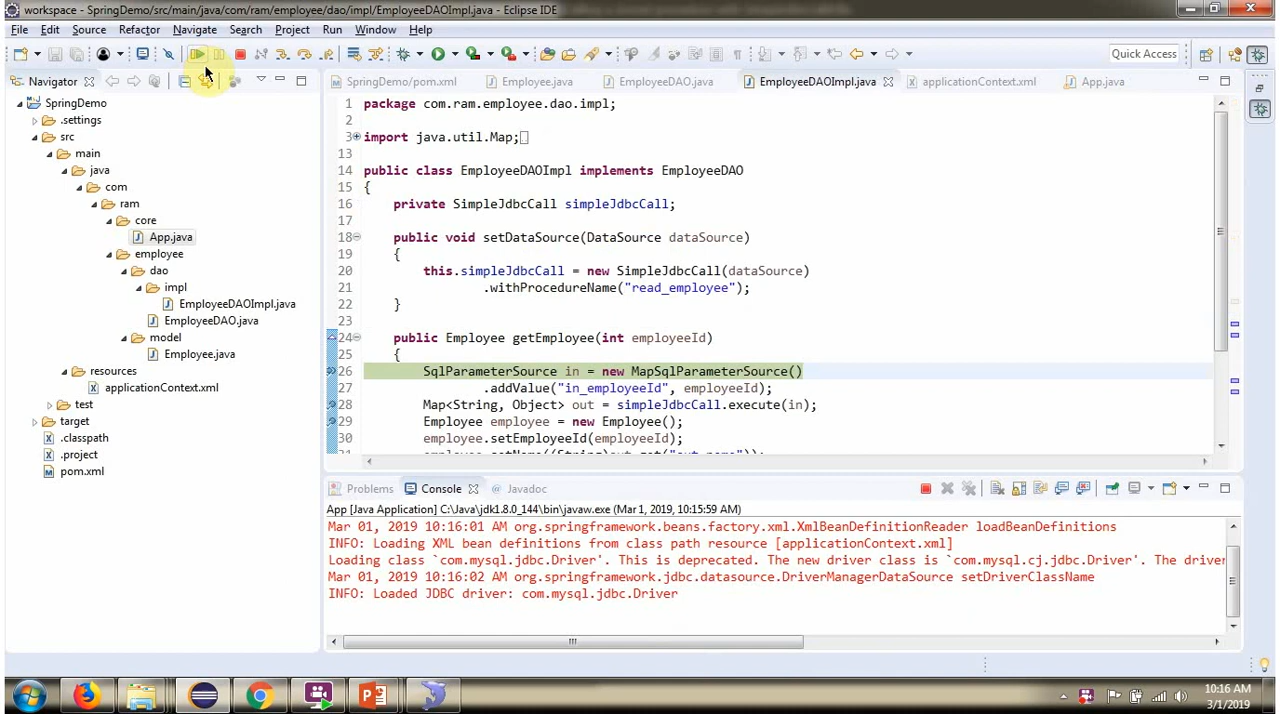 workspace - SpringDemo/src/main/java/com/ram/employee/dao/impl/EmployeeDAOImpl.java - Eclipse IDE
File Edit Source Refactor Navigate Search Project Run Window Help
Quick Access
Navigator
SpringDemo/pom.xml Employee.java EmployeeDAO.java EmployeeDAOImpl.java applicationContext.xml App.java
SpringDemo
.settings
src
main
java
com
ram
core
App.java
employee
dao
impl
EmployeeDAOImpl.java
EmployeeDAO.java
model
Employee.java
resources
applicationContext.xml
test
target
.classpath
.project
pom.xml
1 package com.ram.employee.dao.impl;
2
3 import java.util.Map;
13
14 public class EmployeeDAOImpl implements EmployeeDAO
15 {
16 private SimpleJdbcCall simpleJdbcCall;
17
18 public void setDataSource(DataSource dataSource)
19 {
20 this.simpleJdbcCall = new SimpleJdbcCall(dataSource)
21 .withProcedureName("read_employee");
22 }
23
24 public Employee getEmployee(int employeeId)
25 {
26 SqlParameterSource in = new MapSqlParameterSource()
27 .addValue("in_employeeId", employeeId);
28 Map<String, Object> out = simpleJdbcCall.execute(in);
29 Employee employee = new Employee();
30 employee.setEmployeeId(employeeId);
Problems Console Javadoc
App [Java Application] C:\Java\jdk1.8.0_144\bin\javaw.exe (Mar 1, 2019, 10:15:59 AM)
Mar 01, 2019 10:16:01 AM org.springframework.beans.factory.xml.XmlBeanDefinitionReader loadBeanDefinitions
INFO: Loading XML bean definitions from class path resource [applicationContext.xml]
Loading class `com.mysql.jdbc.Driver'. This is deprecated. The new driver class is `com.mysql.cj.jdbc.Driver'. The drive
Mar 01, 2019 10:16:02 AM org.springframework.jdbc.datasource.DriverManagerDataSource setDriverClassName
INFO: Loaded JDBC driver: com.mysql.jdbc.Driver
10:16 AM
3/1/2019